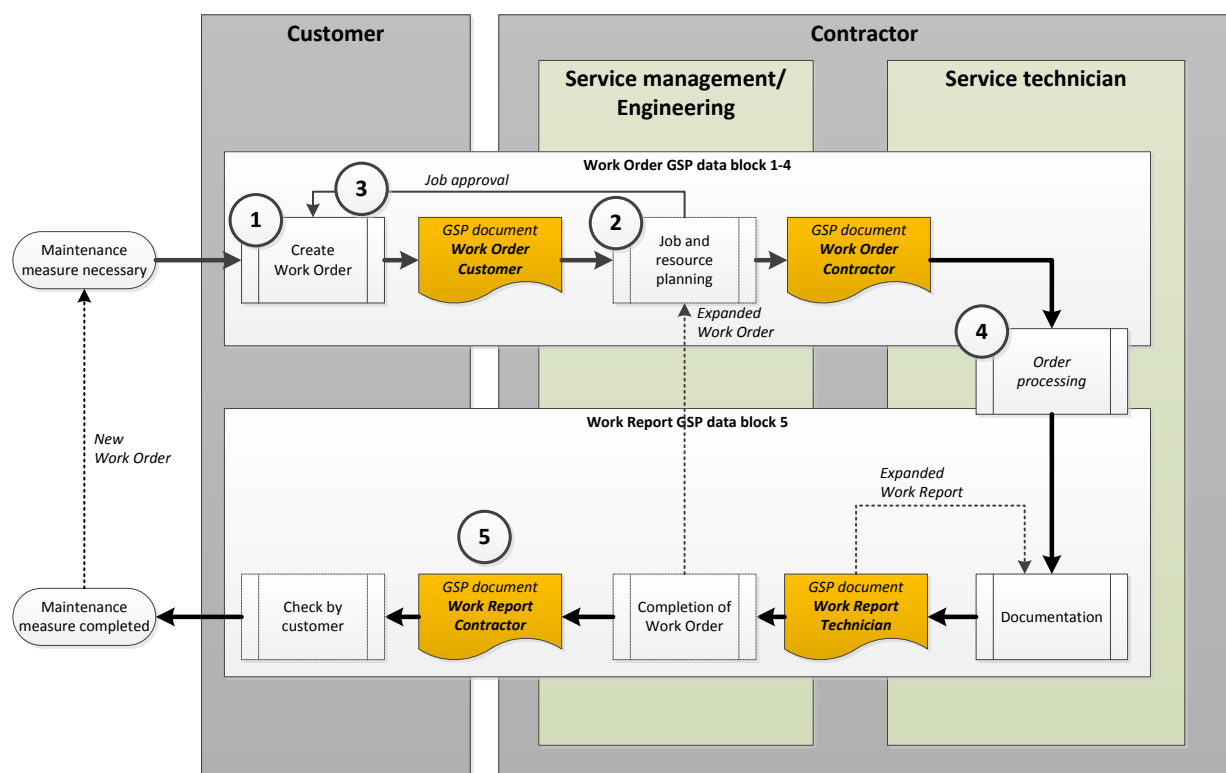 Customer
Contractor
Service management/
Engineering
Service technician
Work Order GSP data block 1-4
Job approval
3
1
2
Maintenance
measure necessary
Create
Work Order
GSP document
Work Order
Customer
Job and
resource
planning
GSP document
Work Order
Contractor
Expanded
Work Order
4
Order
processing
Work Report GSP data block 5
New
Work Order
Expanded
Work Report
5
Maintenance
measure completed
Check by
customer
GSP document
Work Report
Contractor
Completion of
Work Order
GSP document
Work Report
Technician
Documentation